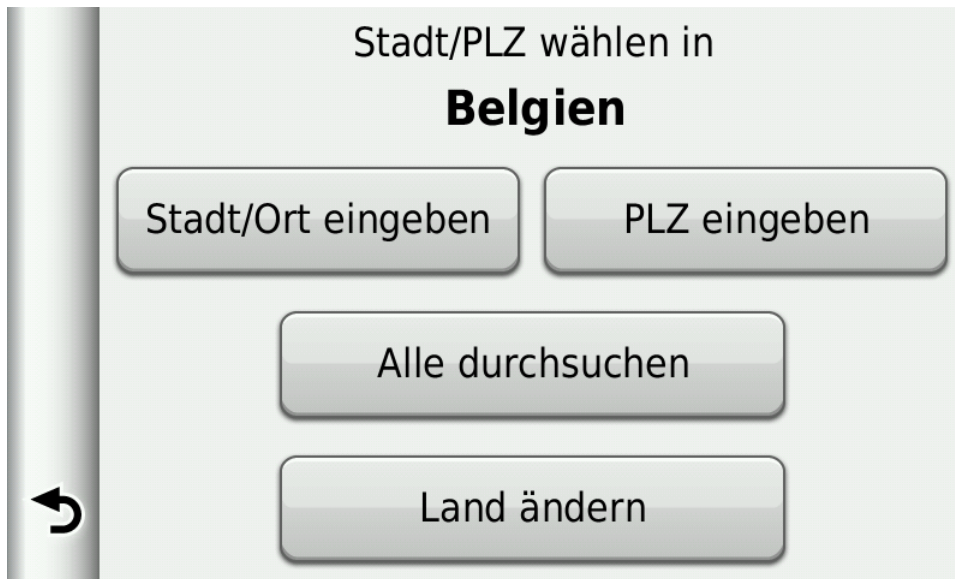 Stadt/PLZ wählen in
Belgien
Stadt/Ort eingeben
PLZ eingeben
Alle durchsuchen
Land ändern